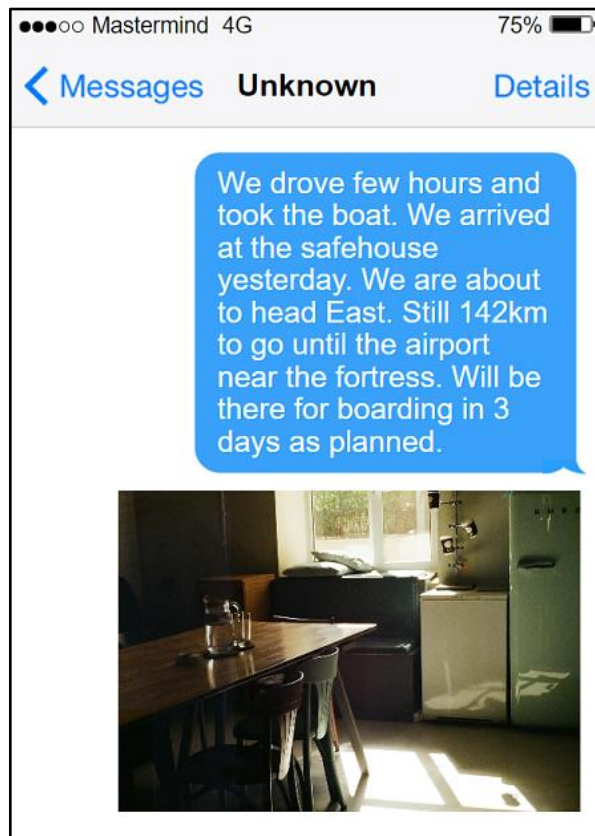 Mastermind 4G 75%
Messages Unknown Details
We drove few hours and
took the boat. We arrived
at the safehouse
yesterday. We are about
to head East. Still 142km
to go until the airport
near the fortress. Will be
there for boarding in 3
days as planned.